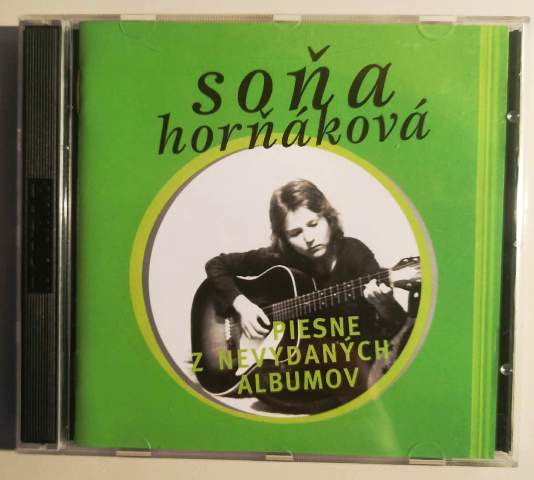 soňa
horňáková
PIESNE
Z NEVYDANÝCH
ALBUMOV